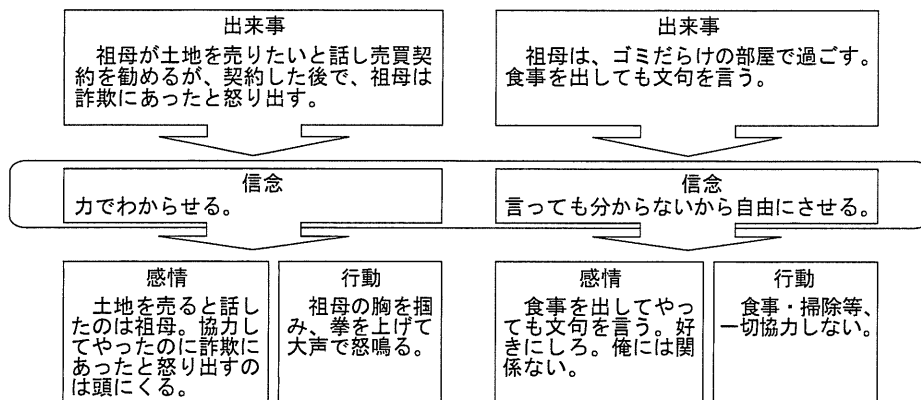 出来事
祖母が土地を売りたいと話し売買契
約を勧めるが、契約した後で、祖母は
詐欺にあったと怒り出す。
出来事
祖母は、ゴミだらけの部屋で過ごす。
食事を出しても文句を言う。
信念
力でわからせる。
信念
言っても分からないから自由にさせる。
感情
土地を売ると話し
たのは祖母。協力し
てやったのに詐欺に
あったと怒り出すの
は頭にくる。
行動
祖母の胸を掴
み、拳を上げて
大声で怒鳴る。
感情
食事を出してやっ
ても文句を言う。好
きにしろ。俺には関
係ない。
行動
食事・掃除等、
一切協力しない。